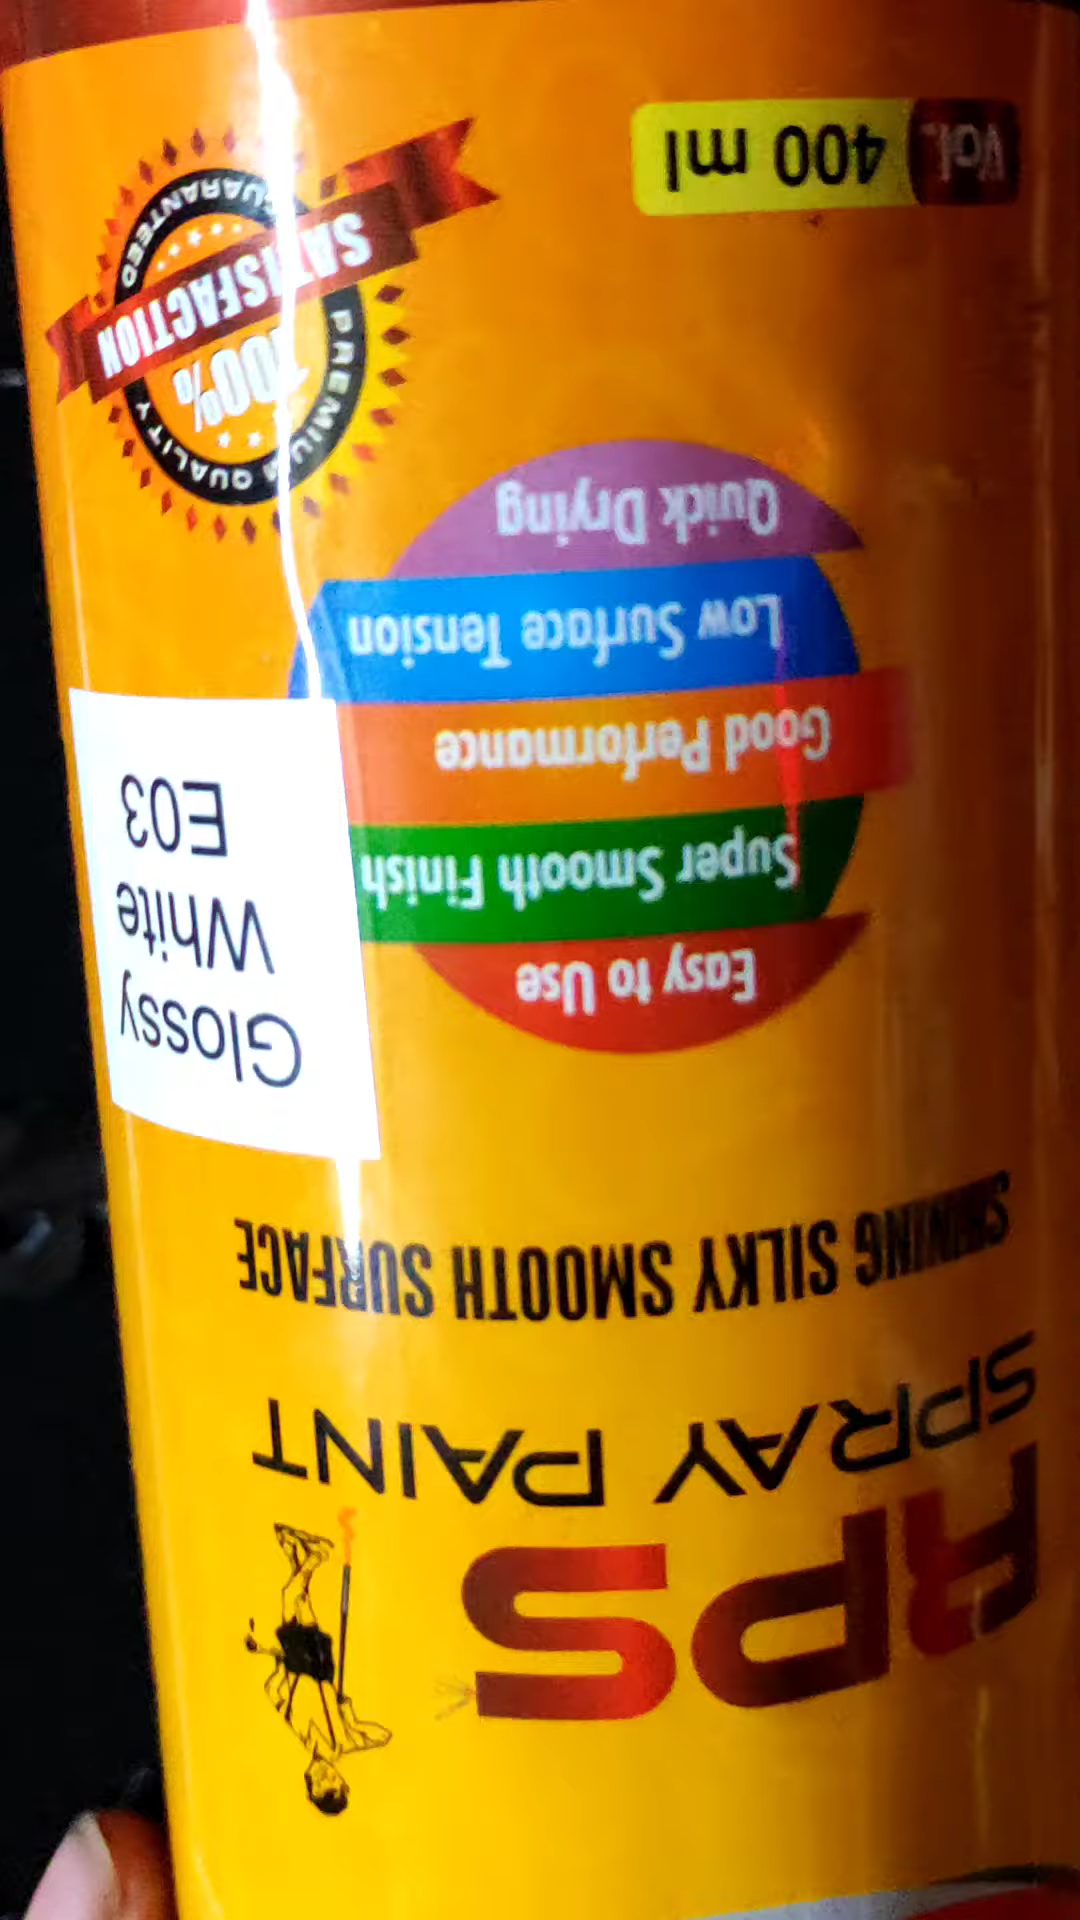 APS
SPRAY PAINT
SHINING SILKY SMOOTH SURFACE
Glossy
White
E03
Easy to Use
Super Smooth Finish
Good Performance
Low Surface Tension
Quick Drying
PREMIUM QUALITY
100%
SATISFACTION
GUARANTEED
Vol. 400 ml